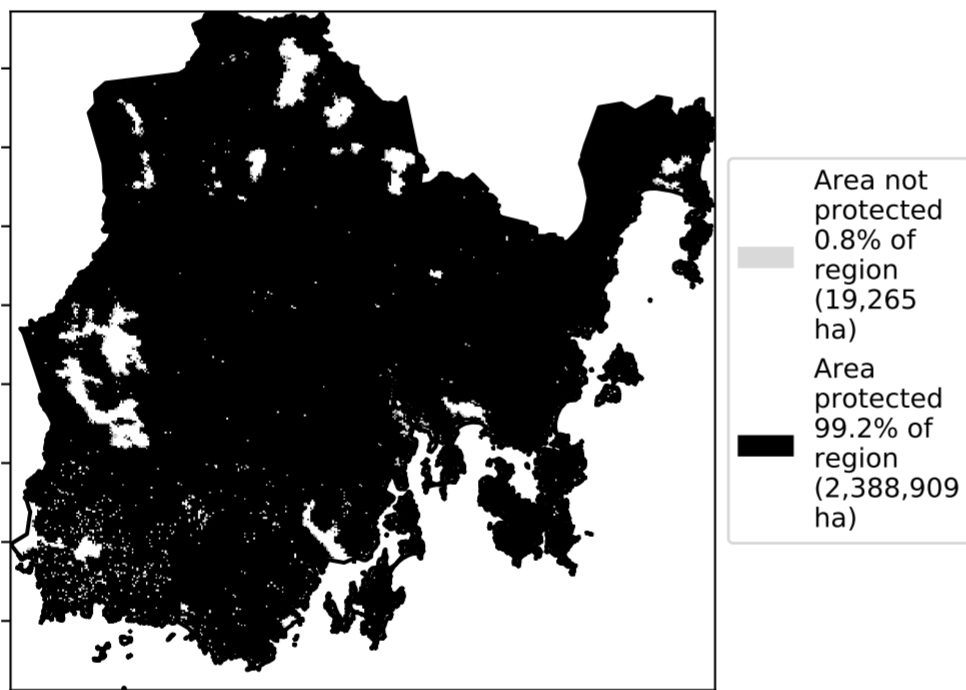 Area not
protected
0.8% of
region
(19,265
ha)
Area
protected
99.2% of
region
(2,388,909
ha)